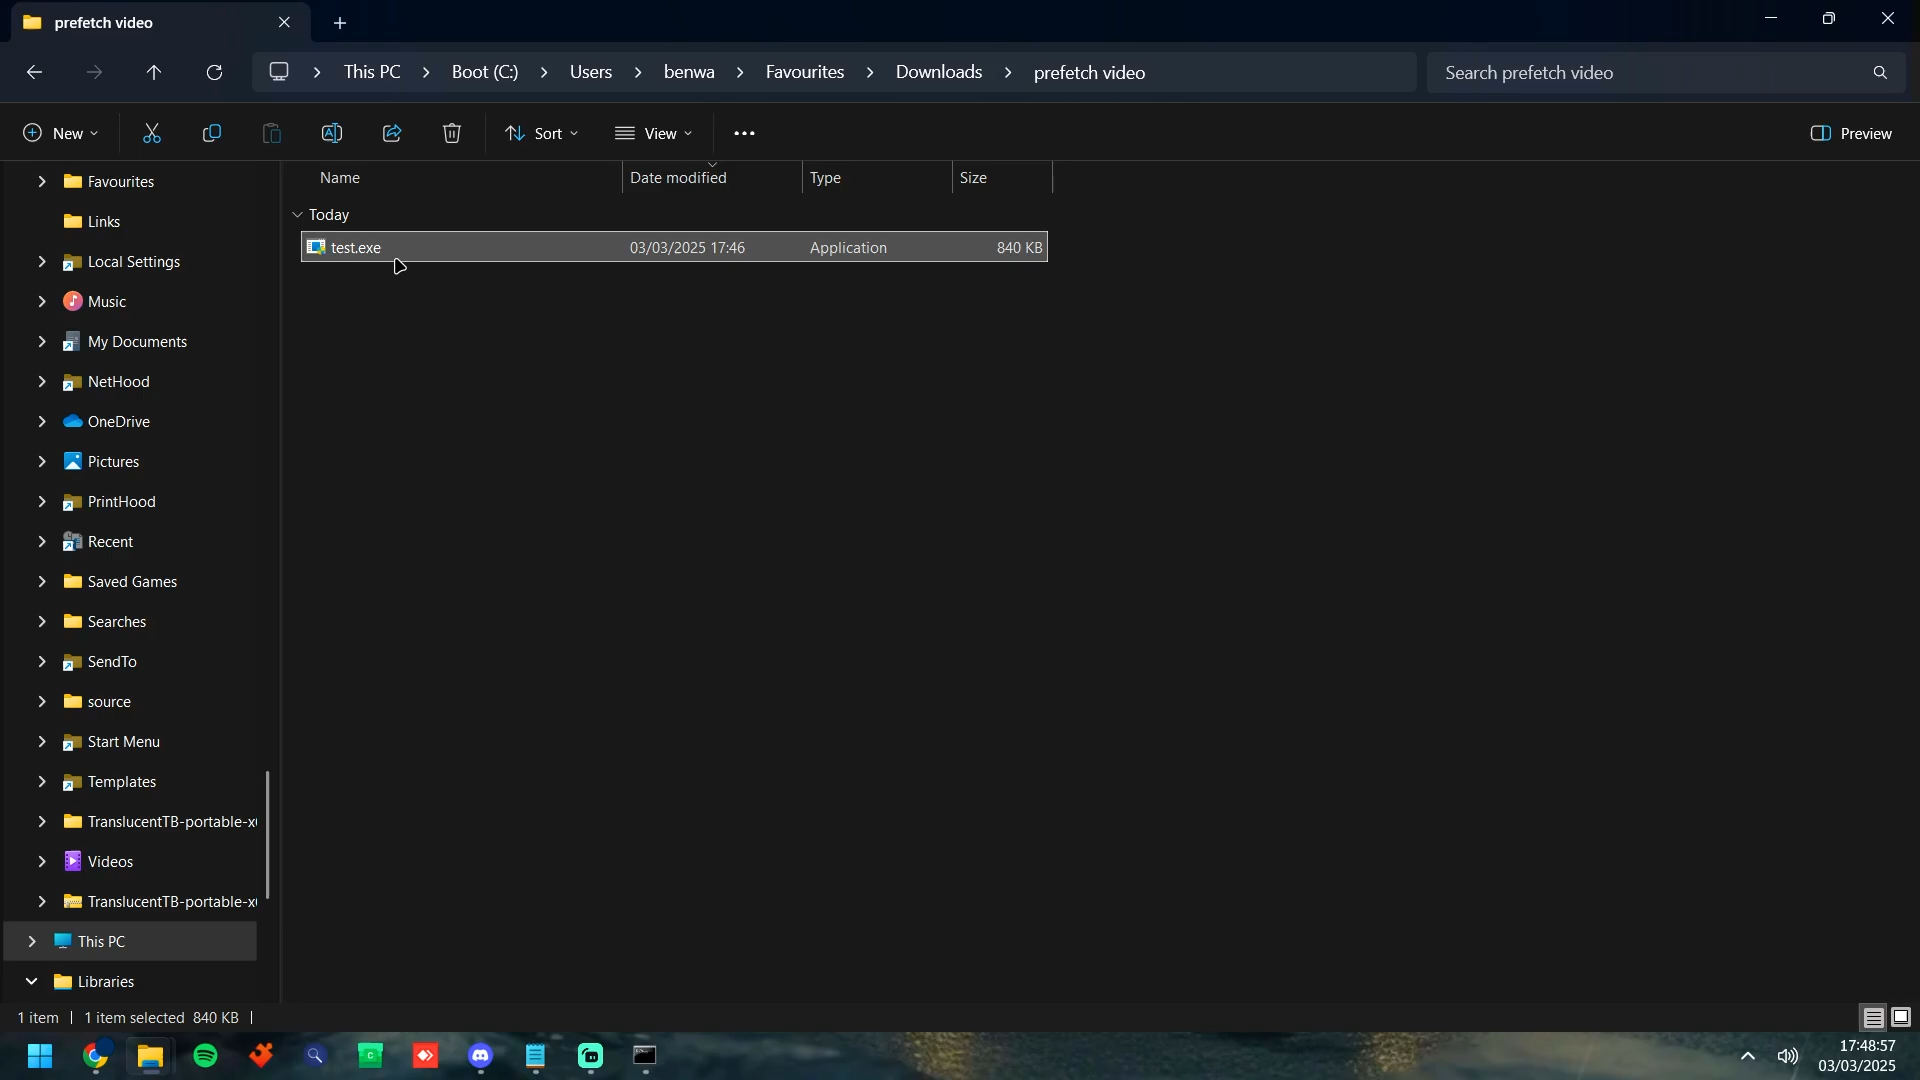 prefetch video
This PC > Boot (C:) > Users > benwa > Favourites > Downloads > prefetch video
Search prefetch video
New
Sort
View
Preview
Name Date modified Type Size
Today
test.exe 03/03/2025 17:46 Application 840 KB
Favourites
Links
Local Settings
Music
My Documents
NetHood
OneDrive
Pictures
PrintHood
Recent
Saved Games
Searches
SendTo
source
Start Menu
Templates
TranslucentTB-portable-x
Videos
TranslucentTB-portable-x
This PC
Libraries
1 item | 1 item selected 840 KB |
17:48:57
03/03/2025